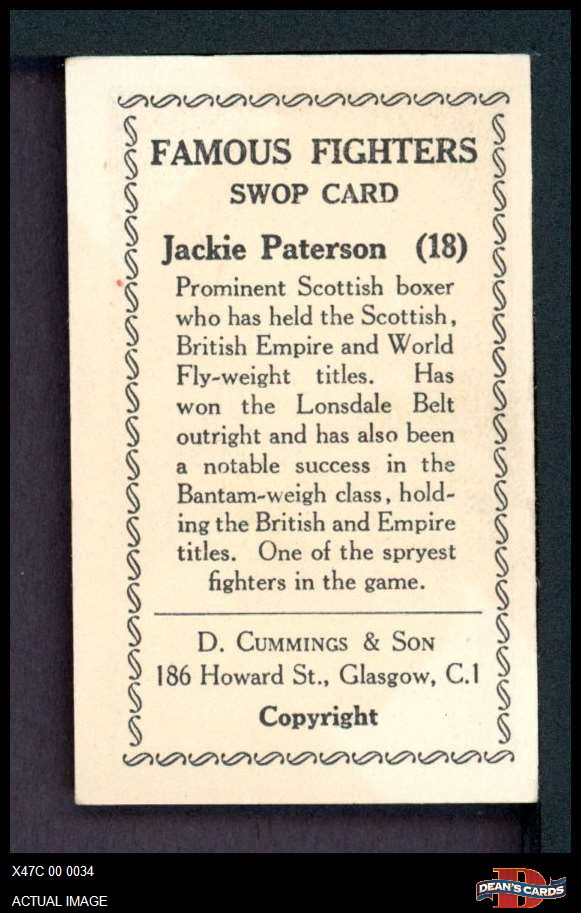 FAMOUS FIGHTERS
SWOP CARD
Jackie Paterson (18)
Prominent Scottish boxer
who has held the Scottish,
British Empire and World
Fly-weight titles. Has
won the Lonsdale Belt
outright and has also been
a notable success in the
Bantam-weigh class, hold-
ing the British and Empire
titles. One of the spryest
fighters in the game.
D. CUMMINGS & SON
186 Howard St., Glasgow, C.1
Copyright
X47C 00 0034
ACTUAL IMAGE
D
DEAN'S CARDS